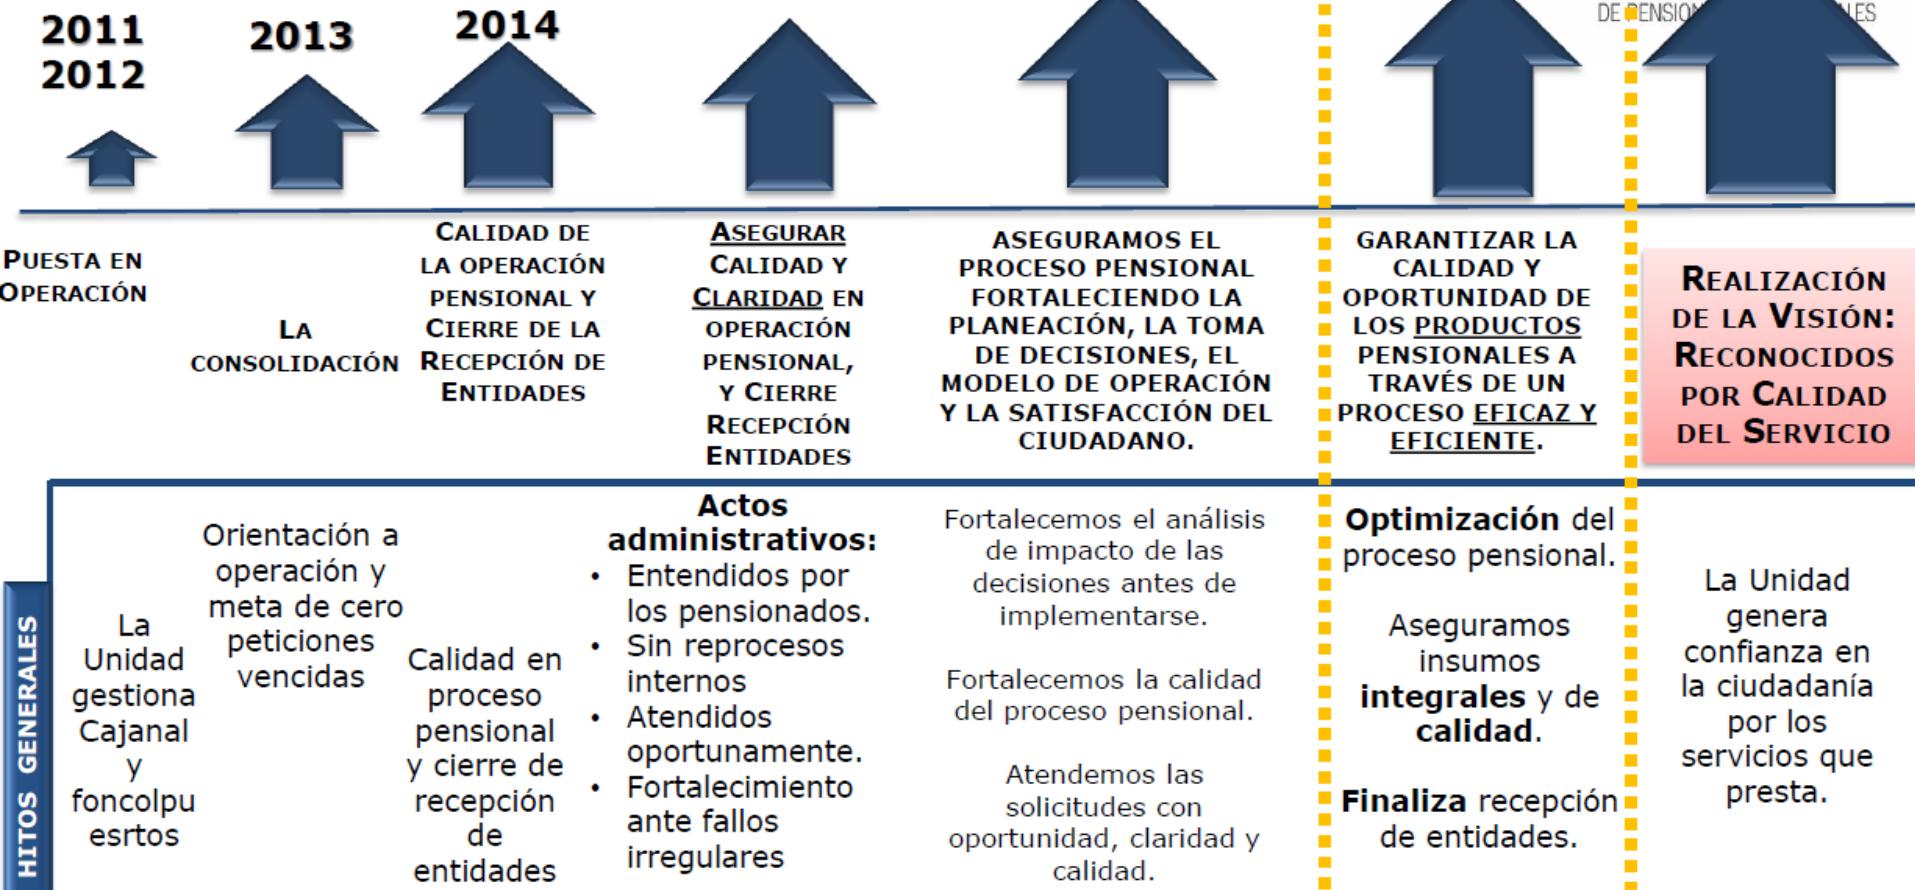 2011
2012
2013
2014
DE PENSION
LES
PUESTA EN
OPERACIÓN
LA
CONSOLIDACIÓN
CALIDAD DE
LA OPERACIÓN
PENSIONAL Y
CIERRE DE LA
RECEPCIÓN DE
ENTIDADES
ASEGURAR
CALIDAD Y
CLARIDAD EN
OPERACIÓN
PENSIONAL,
Y CIERRE
RECEPCIÓN
ENTIDADES
ASEGURAMOS EL
PROCESO PENSIONAL
FORTALECIENDO LA
PLANEACIÓN, LA TOMA
DE DECISIONES, EL
MODELO DE OPERACIÓN
Y LA SATISFACCIÓN DEL
CIUDADANO.
GARANTIZAR LA
CALIDAD Y
OPORTUNIDAD DE
LOS PRODUCTOS
PENSIONALES A
TRAVÉS DE UN
PROCESO EFICAZ Y
EFICIENTE.
REALIZACIÓN
DE LA VISIÓN:
RECONOCIDOS
POR CALIDAD
DEL SERVICIO
HITOS GENERALES
La
Unidad
gestiona
Cajanal
y
foncolpu
esrtos
Orientación a
operación y
meta de cero
peticiones
vencidas
Calidad en
proceso
pensional
y cierre de
recepción
de
entidades
Actos
administrativos:
• Entendidos por
los pensionados.
• Sin reprocesos
internos
• Atendidos
oportunamente.
• Fortalecimiento
ante fallos
irregulares
Fortalecemos el análisis
de impacto de las
decisiones antes de
implementarse.
Fortalecemos la calidad
del proceso pensional.
Atendemos las
solicitudes con
oportunidad, claridad y
calidad.
Optimización del
proceso pensional.
Aseguramos
insumos
integrales y de
calidad.
Finaliza recepción
de entidades.
La Unidad
genera
confianza en
la ciudadanía
por los
servicios que
presta.